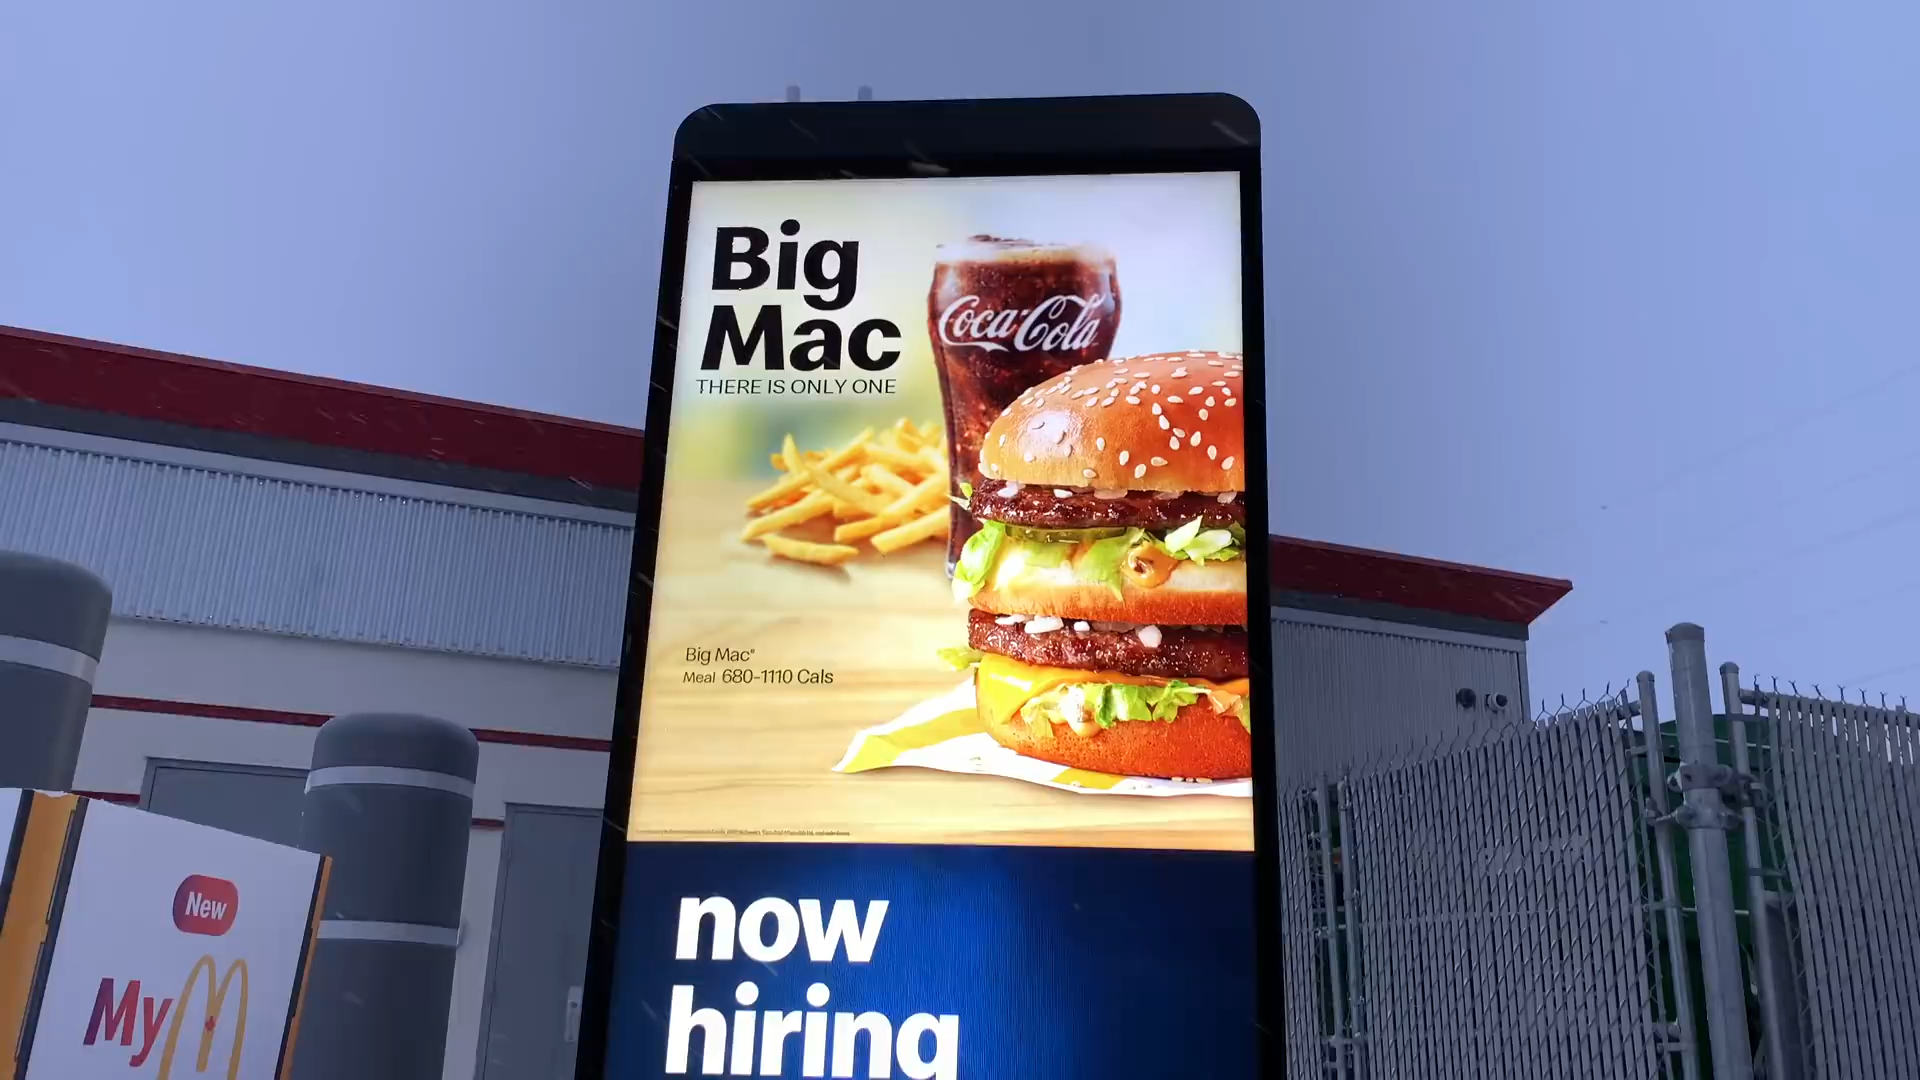 Big
Mac
THERE IS ONLY ONE
Coca-Cola
Big Mac®
Meal 680-1110 Cals
now
hiring
New
My